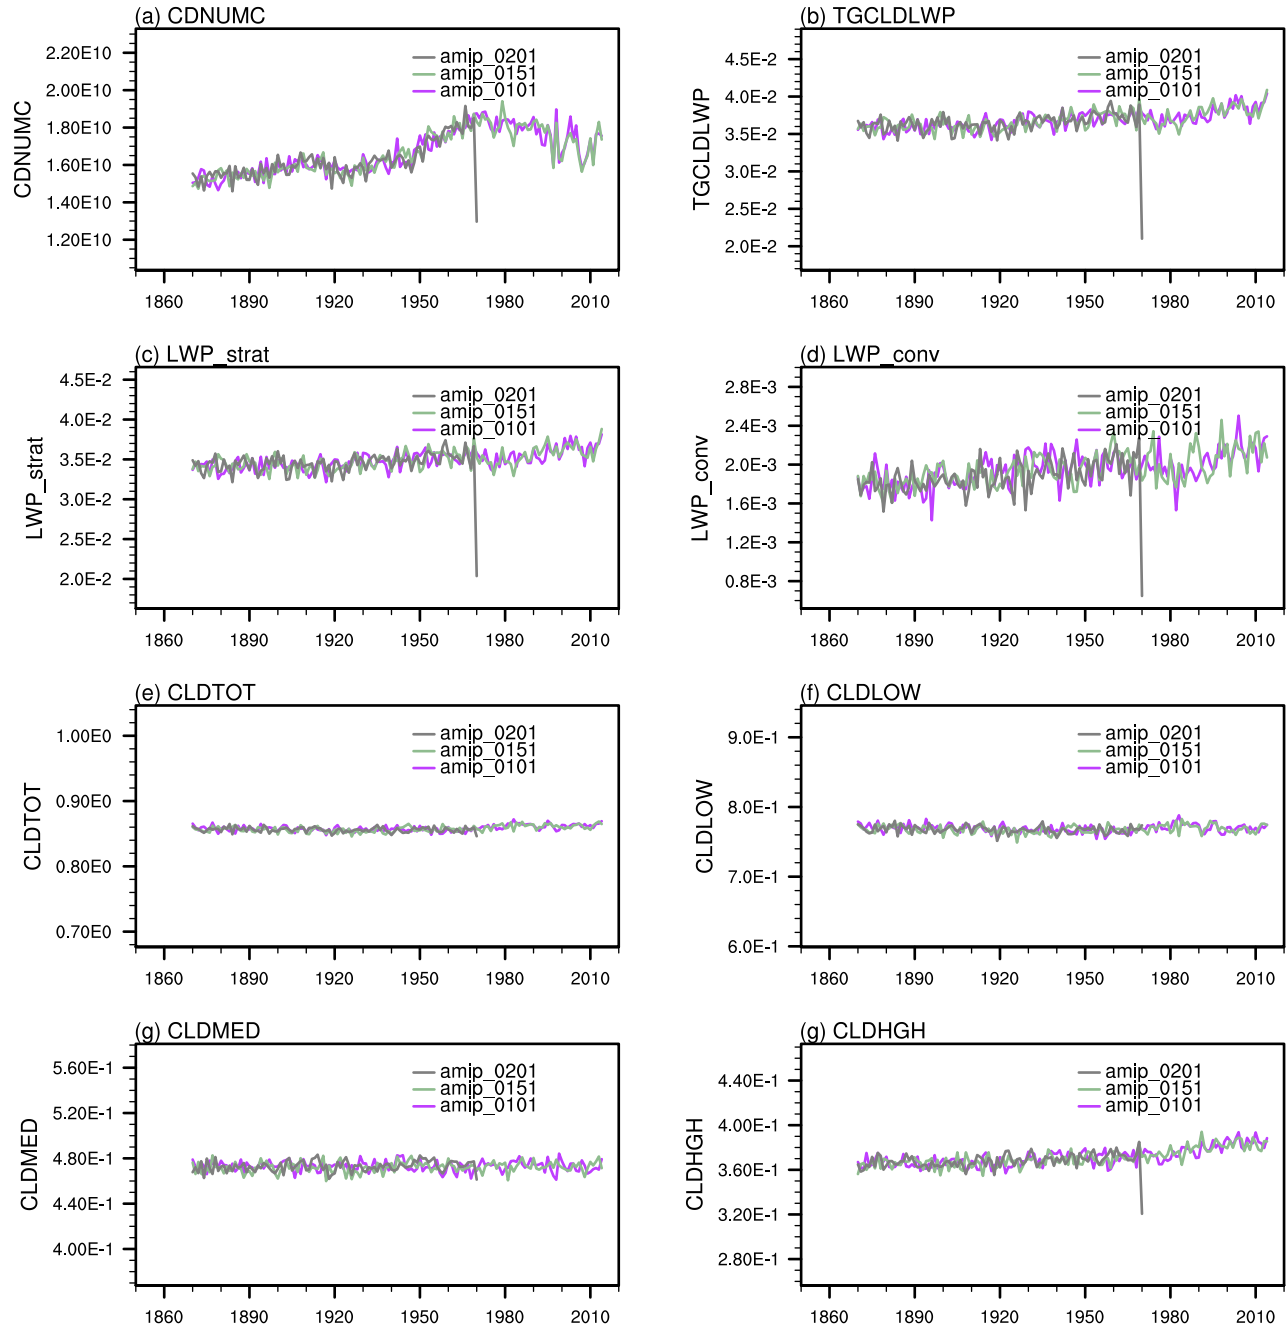 (a) CDNUMC
CDNUMC
2.20E10
2.00E10
1.80E10
1.60E10
1.40E10
1.20E10
amip_0201
amip_0151
amip_0101
1860 1890 1920 1950 1980 2010
(b) TGCLDLWP
TGCLDLWP
4.5E-2
4.0E-2
3.5E-2
3.0E-2
2.5E-2
2.0E-2
amip_0201
amip_0151
amip_0101
1860 1890 1920 1950 1980 2010
(c) LWP_strat
LWP_strat
4.5E-2
4.0E-2
3.5E-2
3.0E-2
2.5E-2
2.0E-2
amip_0201
amip_0151
amip_0101
1860 1890 1920 1950 1980 2010
(d) LWP_conv
LWP_conv
2.8E-3
2.4E-3
2.0E-3
1.6E-3
1.2E-3
0.8E-3
amip_0201
amip_0151
amip_0101
1860 1890 1920 1950 1980 2010
(e) CLDTOT
CLDTOT
1.00E0
0.90E0
0.80E0
0.70E0
amip_0201
amip_0151
amip_0101
1860 1890 1920 1950 1980 2010
(f) CLDLOW
CLDLOW
9.0E-1
8.0E-1
7.0E-1
6.0E-1
amip_0201
amip_0151
amip_0101
1860 1890 1920 1950 1980 2010
(g) CLDMED
CLDMED
5.60E-1
5.20E-1
4.80E-1
4.40E-1
4.00E-1
amip_0201
amip_0151
amip_0101
1860 1890 1920 1950 1980 2010
(g) CLDHGH
CLDHGH
4.40E-1
4.00E-1
3.60E-1
3.20E-1
2.80E-1
amip_0201
amip_0151
amip_0101
1860 1890 1920 1950 1980 2010